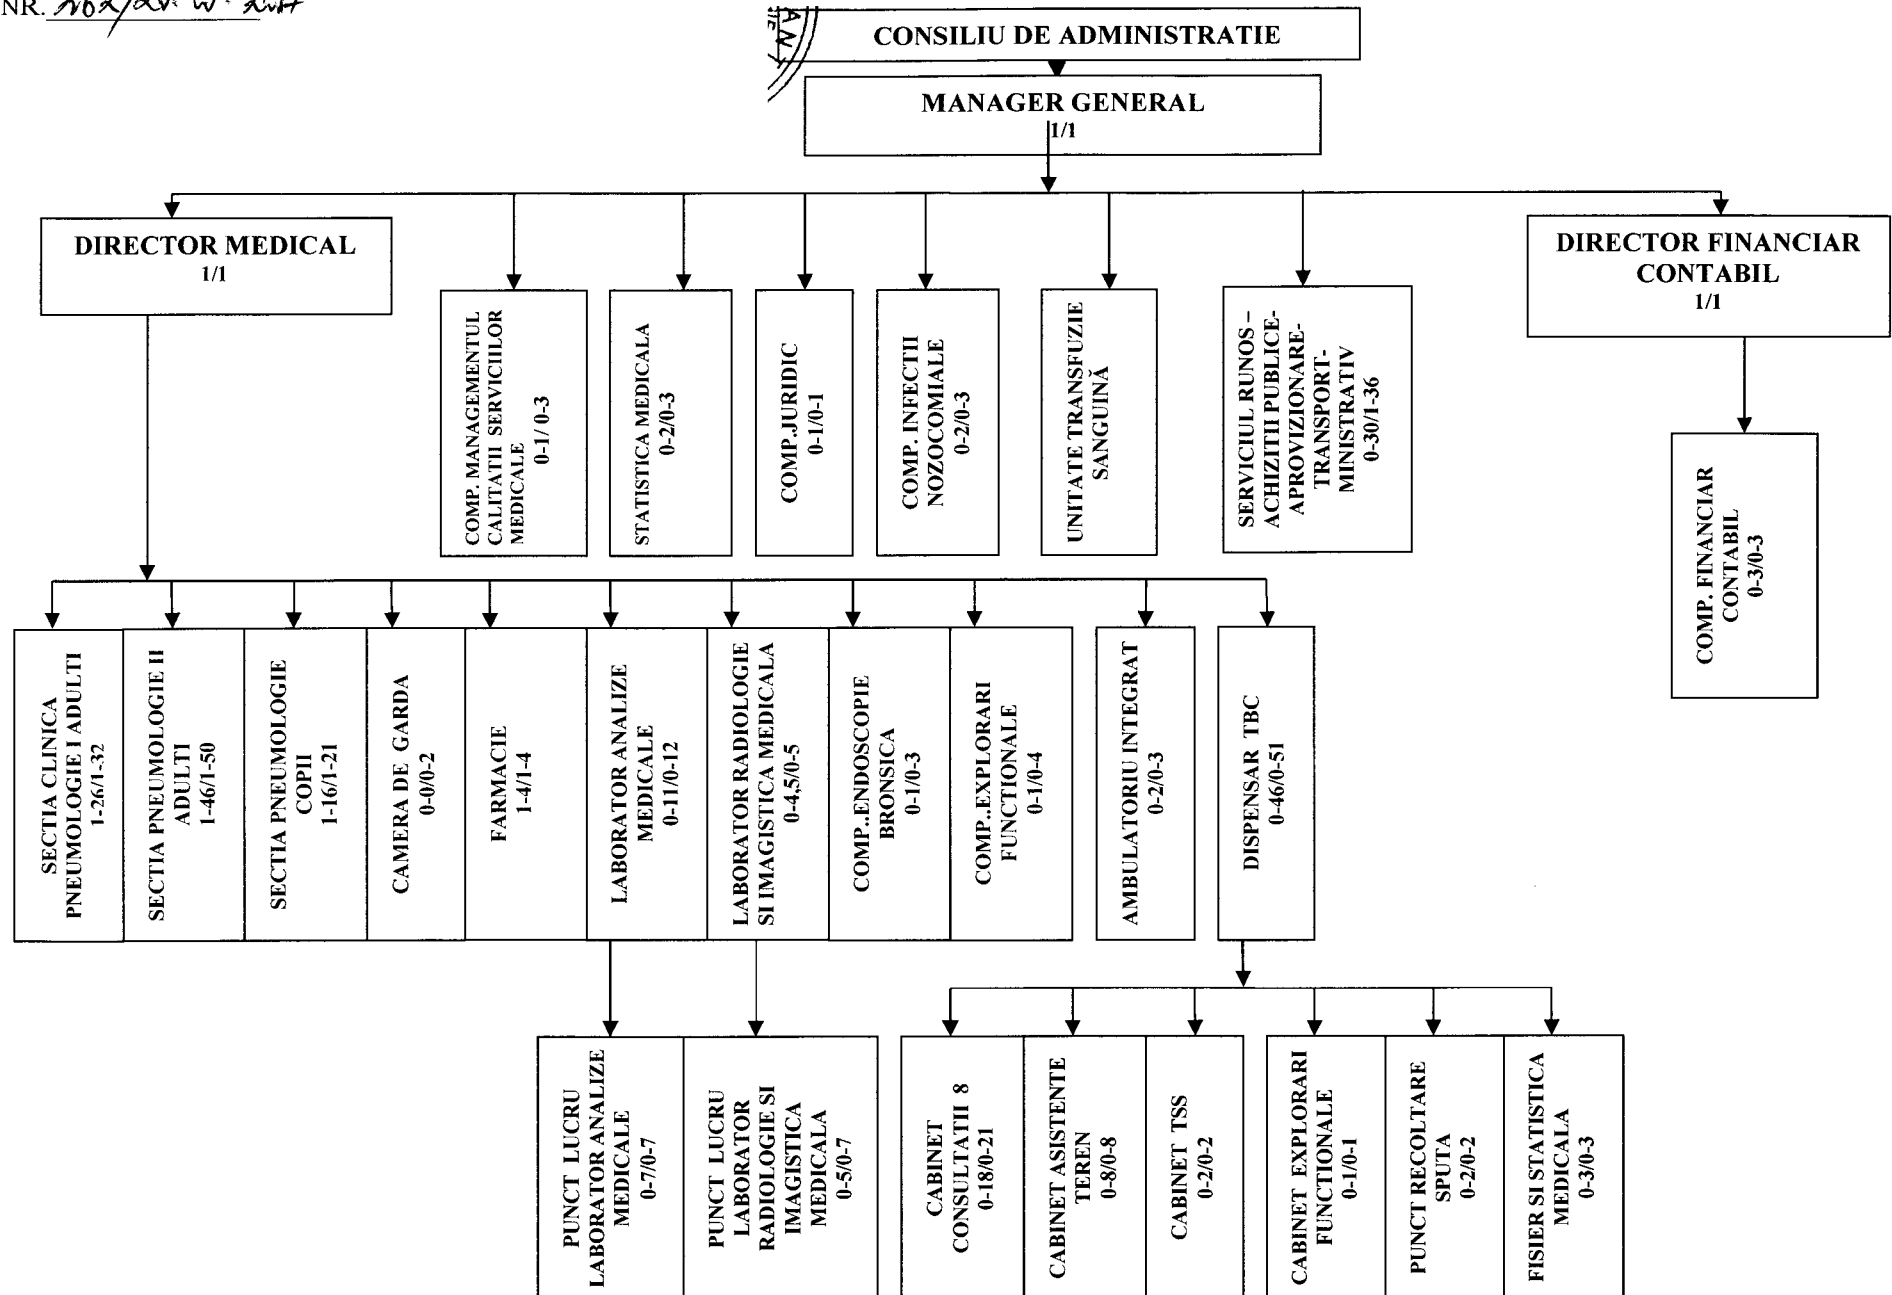 NR.
CONSILIU DE ADMINISTRATIE
MANAGER GENERAL
1/1
DIRECTOR MEDICAL
1/1
COMP. MANAGEMENTUL
CALITATII SERVICIILOR
MEDICALE
0-1/ 0-3
STATISTICA MEDICALA
0-2/0-3
COMP.JURIDIC
0-1/0-1
COMP. INFECTII
NOZOCOMIALE
0-2/0-3
UNITATE TRANSFUZIE
SANGUINĂ
SERVICIUL RUNOS –
ACHIZITII PUBLICE-
APROVIZIONARE-
TRANSPORT-
MINISTRATIV
0-30/1-36
DIRECTOR FINANCIAR
CONTABIL
1/1
COMP. FINANCIAR
CONTABIL
0-3/0-3
SECTIA CLINICA
PNEUMOLOGIE I ADULTI
1-26/1-32
SECTIA PNEUMOLOGIE II
ADULTI
1-46/1-50
SECTIA PNEUMOLOGIE
COPII
1-16/1-21
CAMERA DE GARDA
0-0/0-2
FARMACIE
1-4/1-4
LABORATOR ANALIZE
MEDICALE
0-11/0-12
LABORATOR RADIOLOGIE
SI IMAGISTICA MEDICALA
0-4,5/0-5
COMP..ENDOSCOPIE
BRONSICA
0-1/0-3
COMP..EXPLORARI
FUNCTIONALE
0-1/0-4
AMBULATORIU INTEGRAT
0-2/0-3
DISPENSAR TBC
0-46/0-51
PUNCT LUCRU
LABORATOR ANALIZE
MEDICALE
0-7/0-7
PUNCT LUCRU
LABORATOR
RADIOLOGIE SI
IMAGISTICA
MEDICALA
0-5/0-7
CABINET
CONSULTATII 8
0-18/0-21
CABINET ASISTENTE
TEREN
0-8/0-8
CABINET TSS
0-2/0-2
CABINET EXPLORARI
FUNCTIONALE
0-1/0-1
PUNCT RECOLTARE
SPUTA
0-2/0-2
FISIER SI STATISTICA
MEDICALA
0-3/0-3